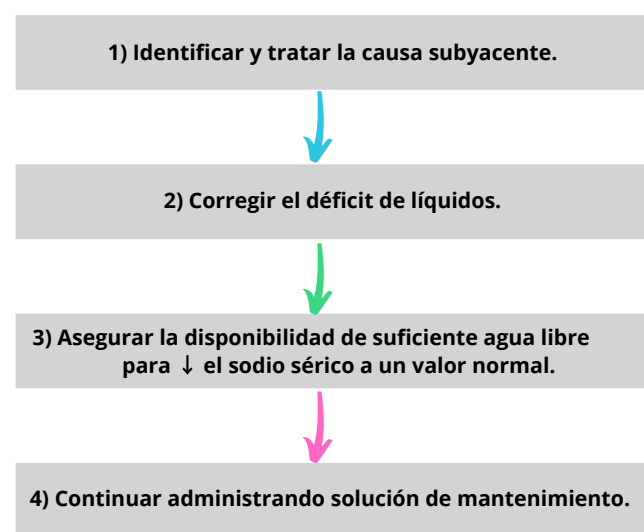 1) Identificar y tratar la causa subyacente.
2) Corregir el déficit de líquidos.
3) Asegurar la disponibilidad de suficiente agua libre
para ↓ el sodio sérico a un valor normal.
4) Continuar administrando solución de mantenimiento.